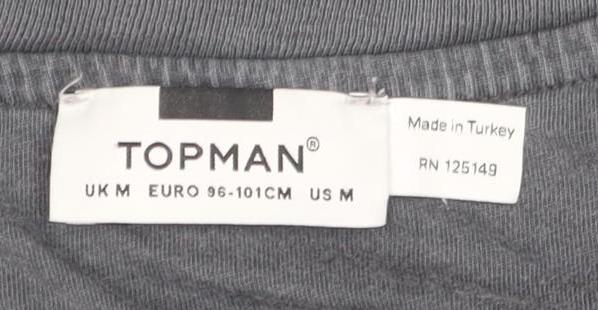 TOPMAN®
UK M EURO 96-101CM US M
Made in Turkey
RN 125149